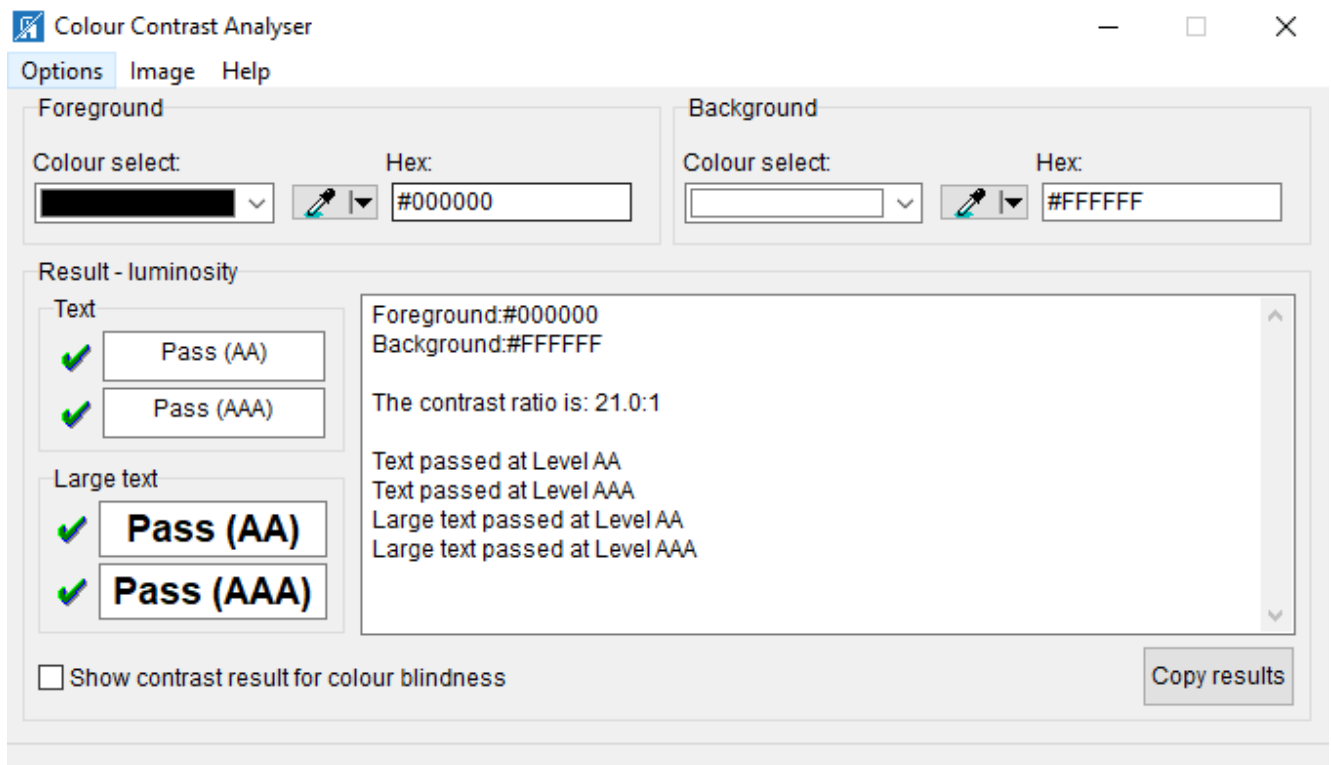 Colour Contrast Analyser
Options Image Help
Foreground
Colour select: Hex:
#000000
Background
Colour select: Hex:
#FFFFFF
Result - luminosity
Text
Pass (AA)
Pass (AAA)
Large text
Pass (AA)
Pass (AAA)
Foreground:#000000
Background:#FFFFFF
The contrast ratio is: 21.0:1
Text passed at Level AA
Text passed at Level AAA
Large text passed at Level AA
Large text passed at Level AAA
Show contrast result for colour blindness
Copy results